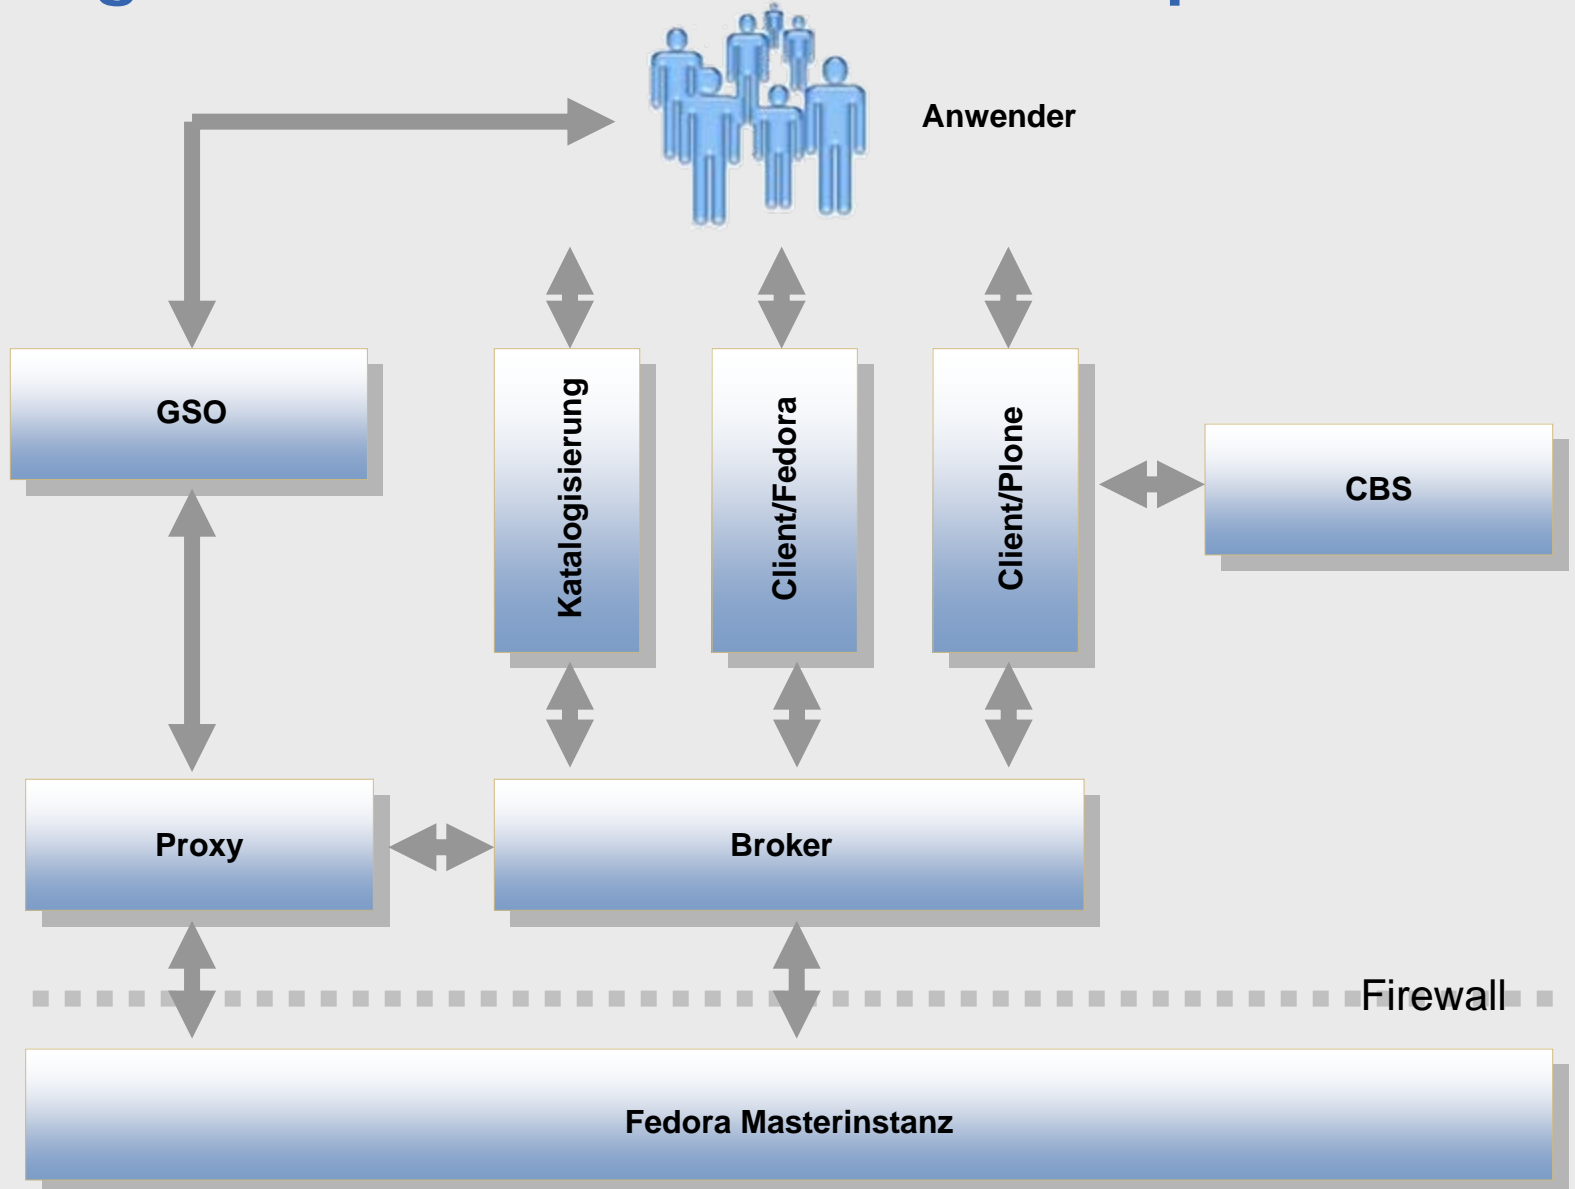 Anwender
GSO
Katalogisierung
Client/Fedora
Client/Plone
CBS
Proxy
Broker
Firewall
Fedora Masterinstanz